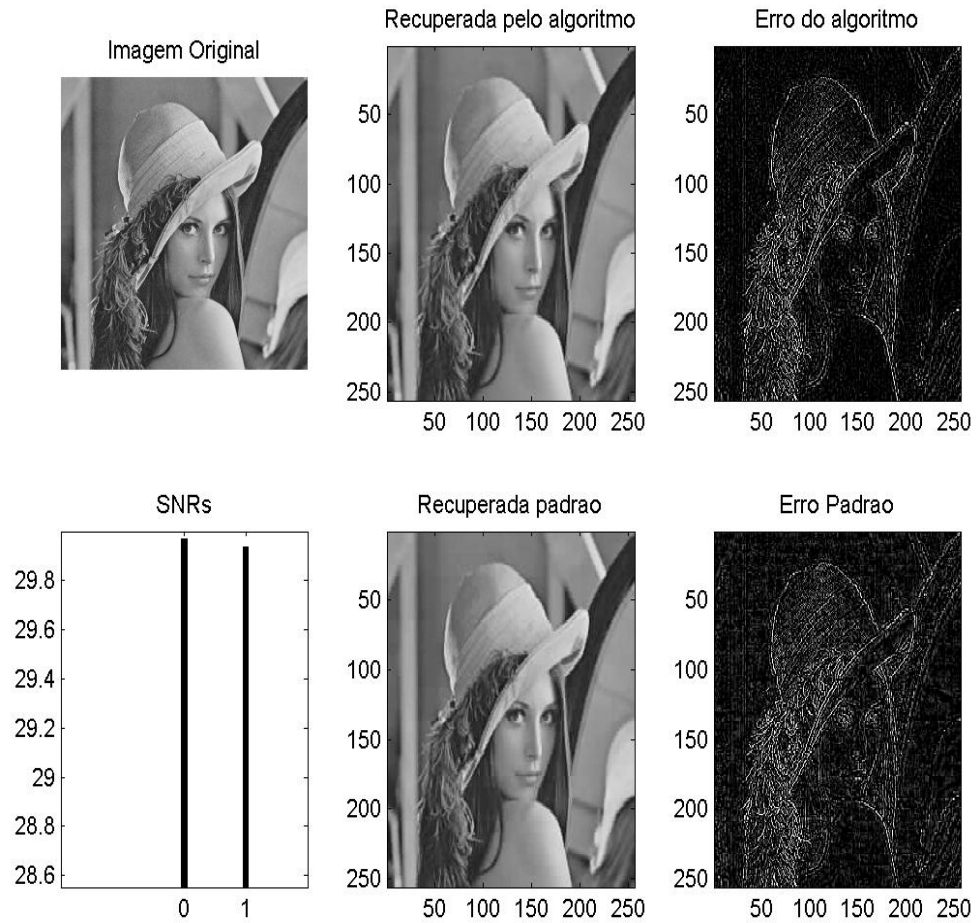 Imagem Original
Recuperada pelo algoritmo
50
100
150
200
250
50 100 150 200 250
Erro do algoritmo
50
100
150
200
250
50 100 150 200 250
SNRs
29.8
29.6
29.4
29.2
29
28.8
28.6
0 1
Recuperada padrao
50
100
150
200
250
50 100 150 200 250
Erro Padrao
50
100
150
200
250
50 100 150 200 250